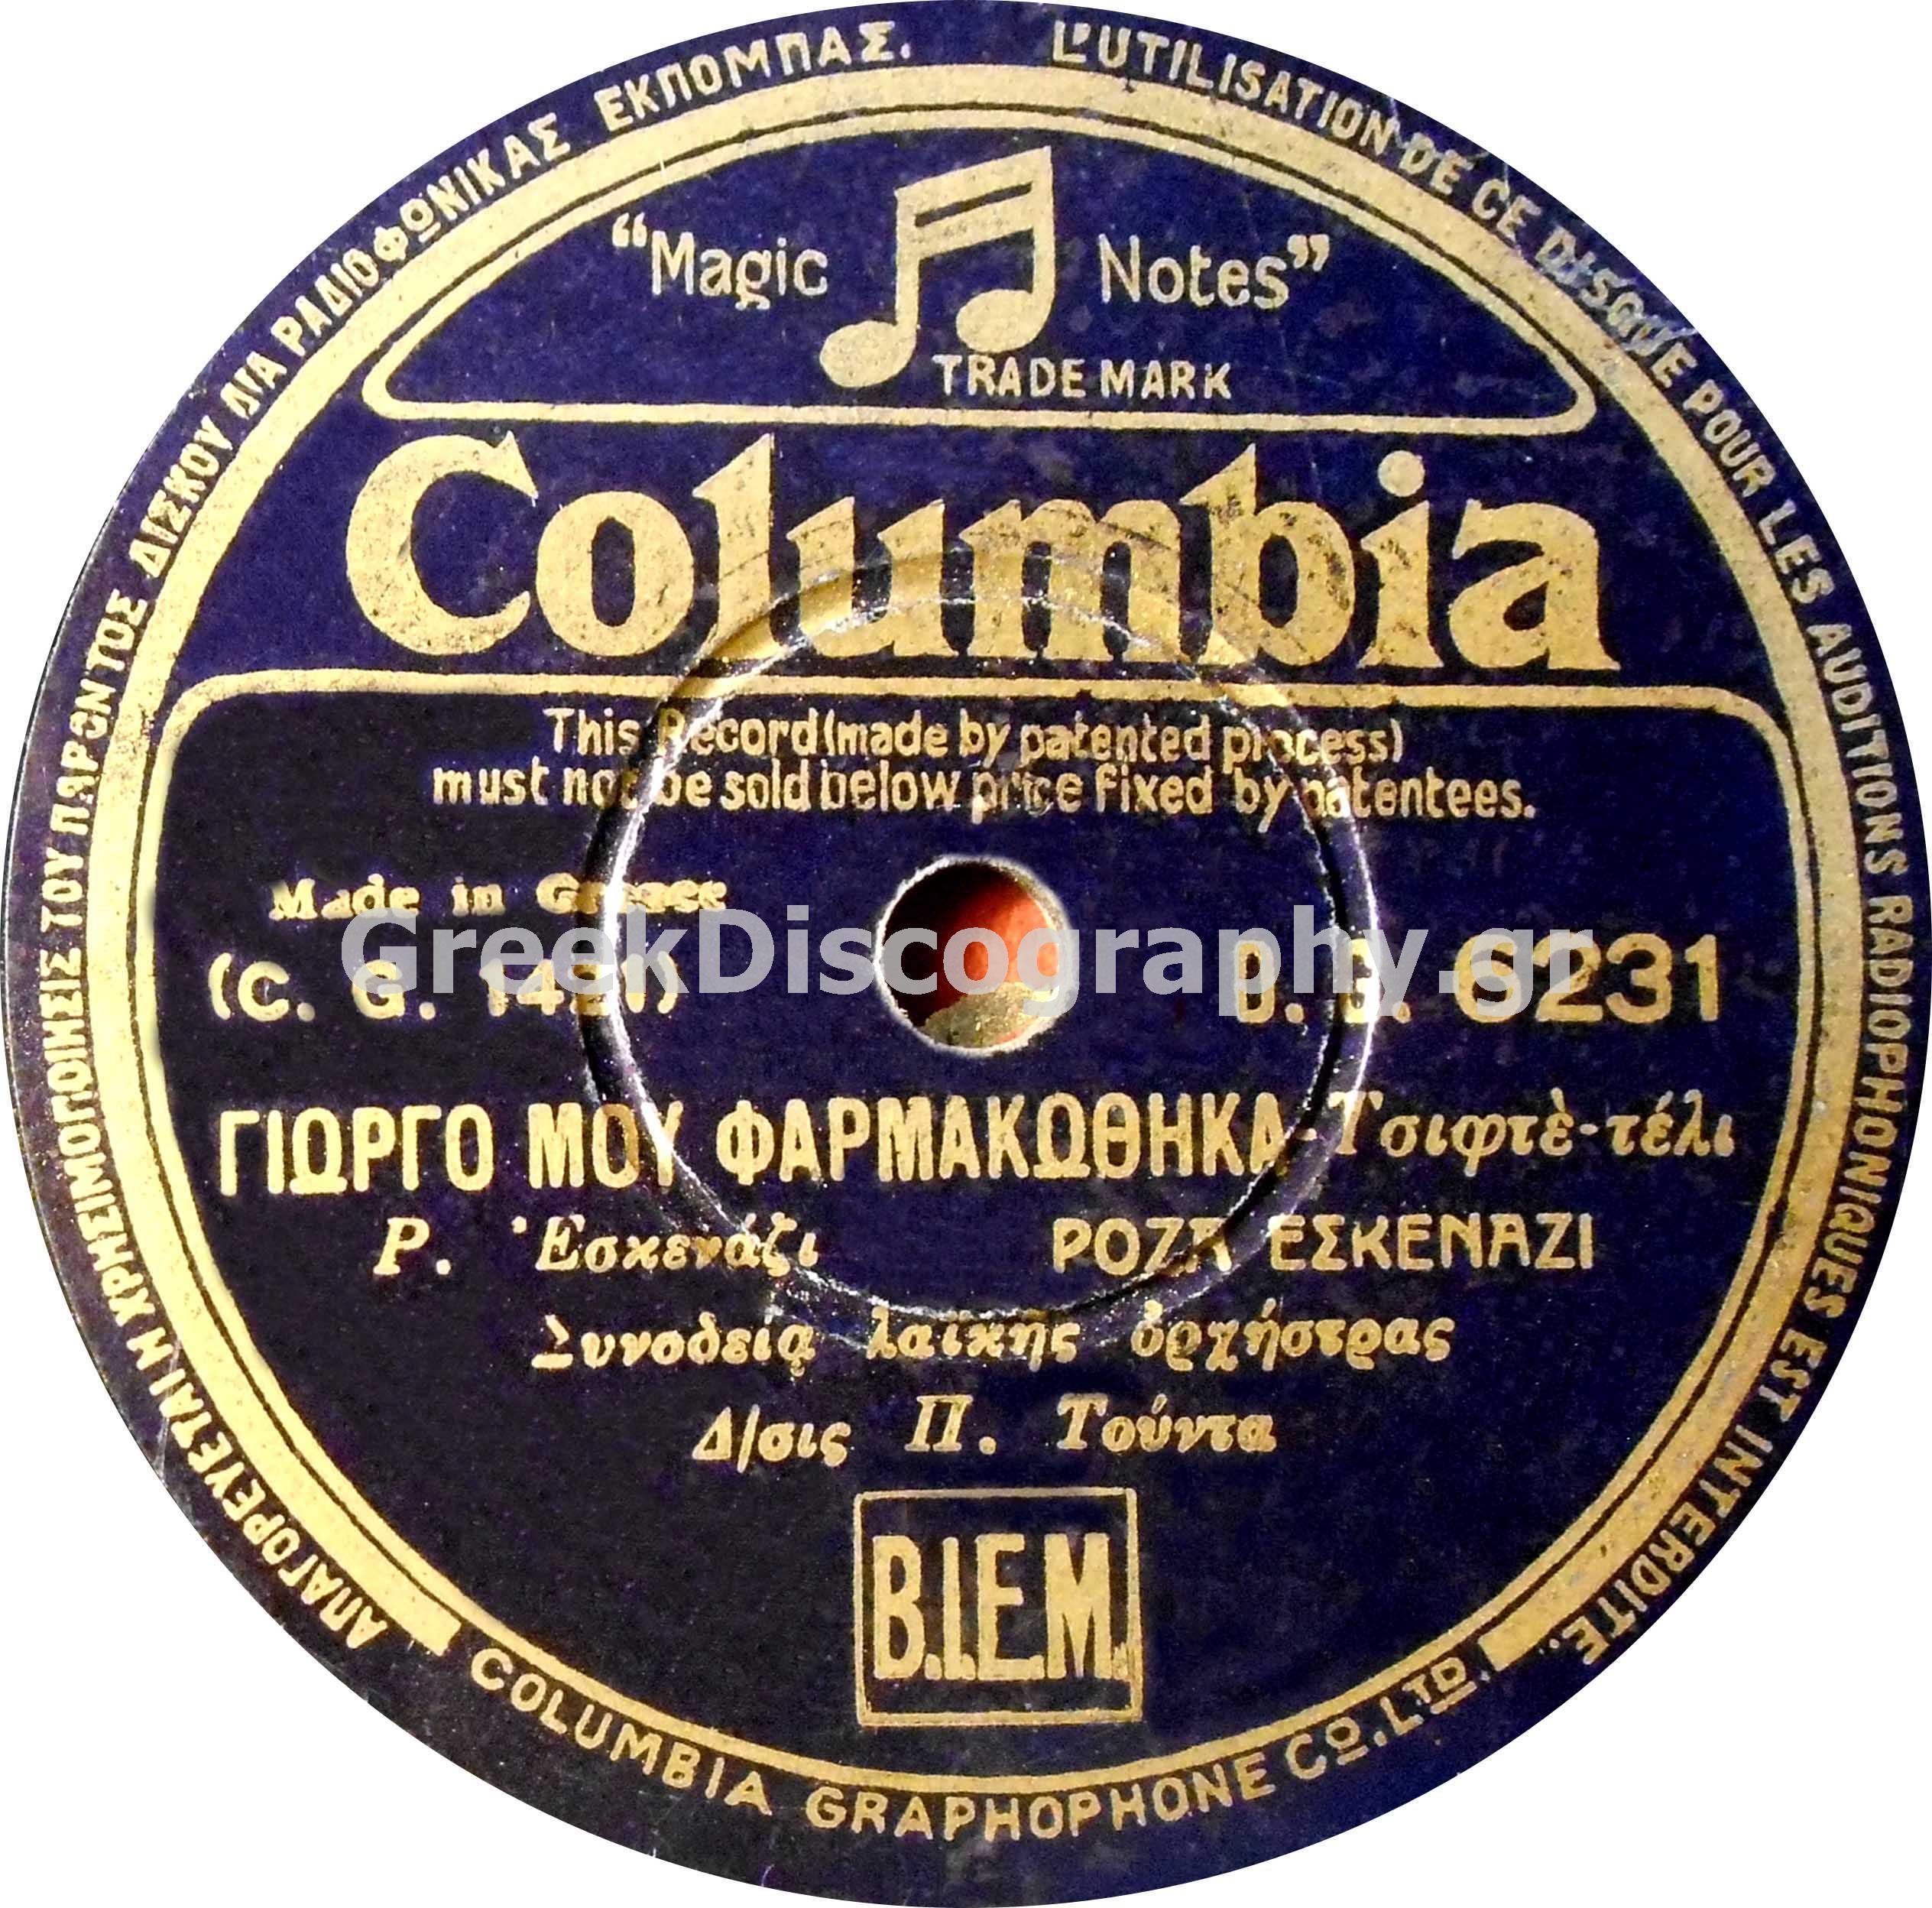 ΑΠΑΓΟΡΕΥΕΤΑΙ Η ΧΡΗΣΙΜΟΠΟΙΗΣΙΣ ΤΟΥ ΠΑΡΟΝΤΟΣ ΔΙΣΚΟΥ ΔΙΑ ΡΑΔΙΟΦΩΝΙΚΑΣ ΕΚΠΟΜΠΑΣ.
L'UTILISATION DE CE DISQUE POUR LES AUDITIONS RADIOPHONIQUES EST INTERDITE.
"Magic Notes"
TRADE MARK
Columbia
This Record (made by patented process)
must not be sold below price fixed by patentees.
Made in Greece
GreekDiscography.gr
(C. G. 
6231
ΓΙΩΡΓΟ ΜΟΥ ΦΑΡΜΑΚΩΘΗΚΑ - Τσιφτὲ-τέλι
Ρ. Ἐσκενάζι ΡΟΖΑ ΕΣΚΕΝΑΖΙ
Συνοδείᾳ λαϊκῆς ὀρχήστρας
Δ/σις Π. Τούντα
B.I.E.M.
COLUMBIA GRAPHOPHONE CO. LTD.